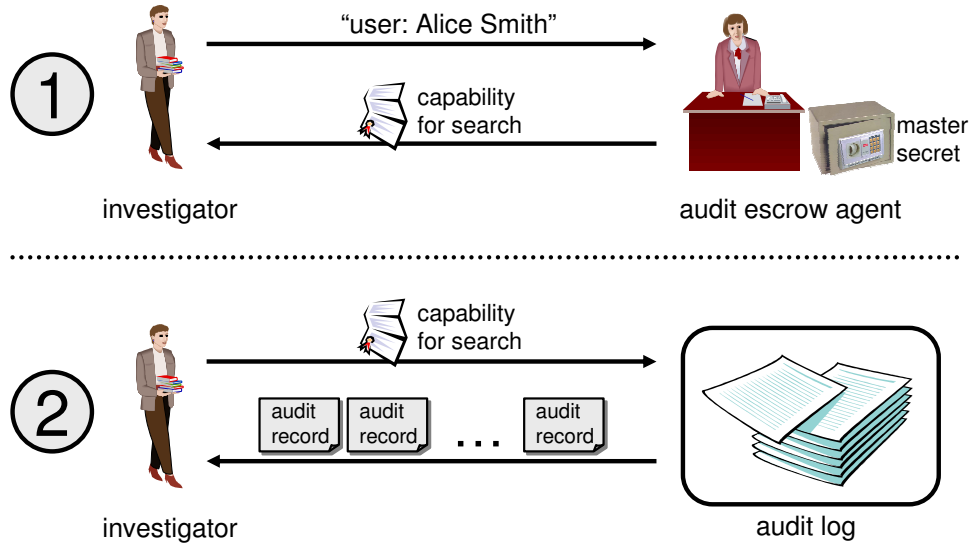 1
“user: Alice Smith”
capability
for search
master
secret
investigator
audit escrow agent
2
capability
for search
audit
record
audit
record
. . .
audit
record
investigator
audit log